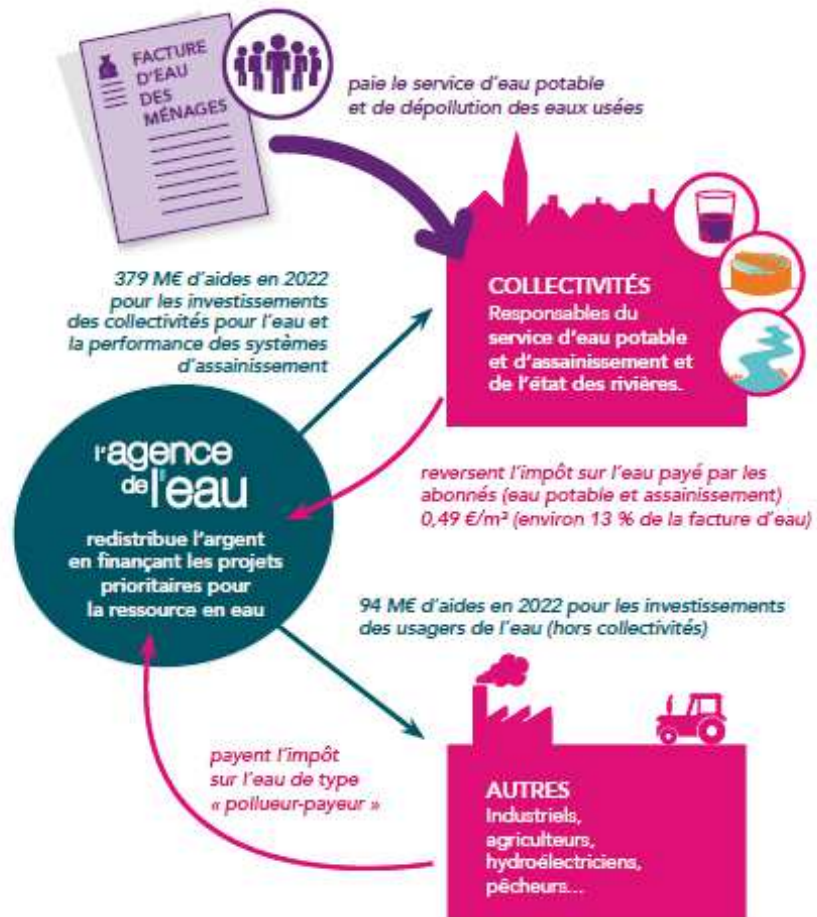 FACTURE
D'EAU
DES
MÉNAGES
paie le service d'eau potable
et de dépollution des eaux usées
379 M€ d'aides en 2022
pour les investissements
des collectivités pour l'eau et
la performance des systèmes
d'assainissement
COLLECTIVITÉS
Responsables du
service d'eau potable
et d'assainissement et
de l'état des rivières.
l'agence
de l'eau
redistribue l'argent
en finançant les projets
prioritaires pour
la ressource en eau
reversent l'impôt sur l'eau payé par les
abonnés (eau potable et assainissement)
0,49 €/m³ (environ 13 % de la facture d'eau)
94 M€ d'aides en 2022 pour les investissements
des usagers de l'eau (hors collectivités)
payent l'impôt
sur l'eau de type
« pollueur-payeur »
AUTRES
Industriels,
agriculteurs,
hydroélectriciens,
pêcheurs...